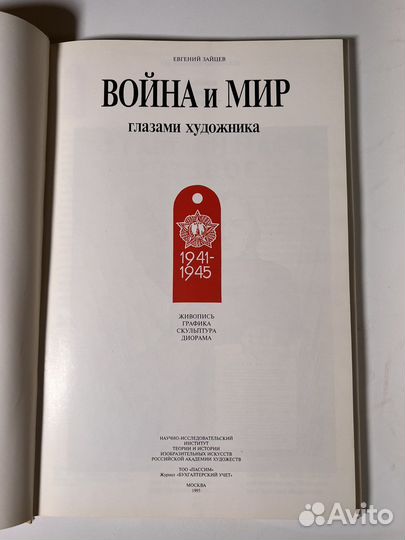 ЕВГЕНИЙ ЗАЙЦЕВ
ВОЙНА и МИР
глазами художника
1941-
1945
ЖИВОПИСЬ
ГРАФИКА
СКУЛЬПТУРА
ДИОРАМА
НАУЧНО-ИССЛЕДОВАТЕЛЬСКИЙ
ИНСТИТУТ
ТЕОРИИ И ИСТОРИИ
ИЗОБРАЗИТЕЛЬНЫХ ИСКУССТВ
РОССИЙСКОЙ АКАДЕМИИ ХУДОЖЕСТВ
ТОО «ПАССИМ»
Журнал «БУХГАЛТЕРСКИЙ УЧЕТ»
МОСКВА
1995
Avito